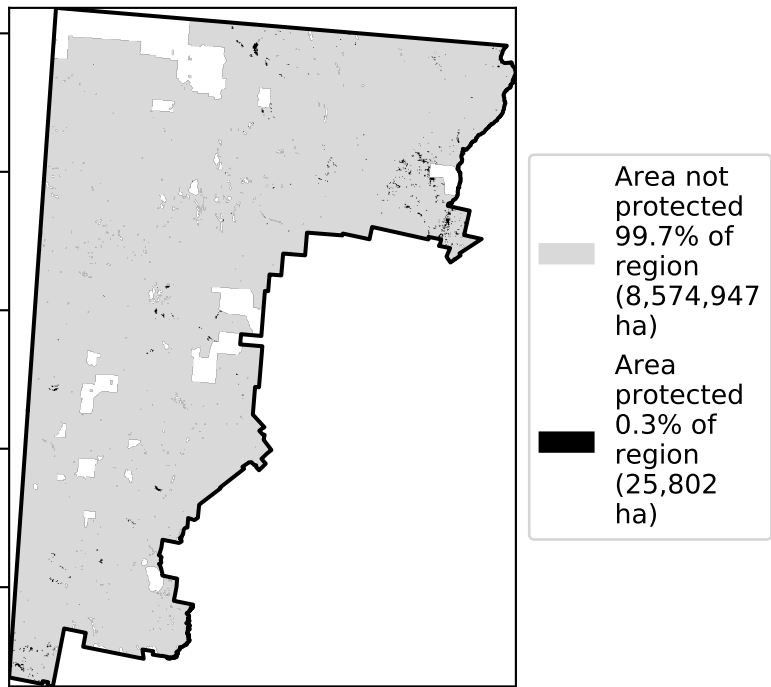 Area not
protected
99.7% of
region
(8,574,947
ha)
Area
protected
0.3% of
region
(25,802
ha)